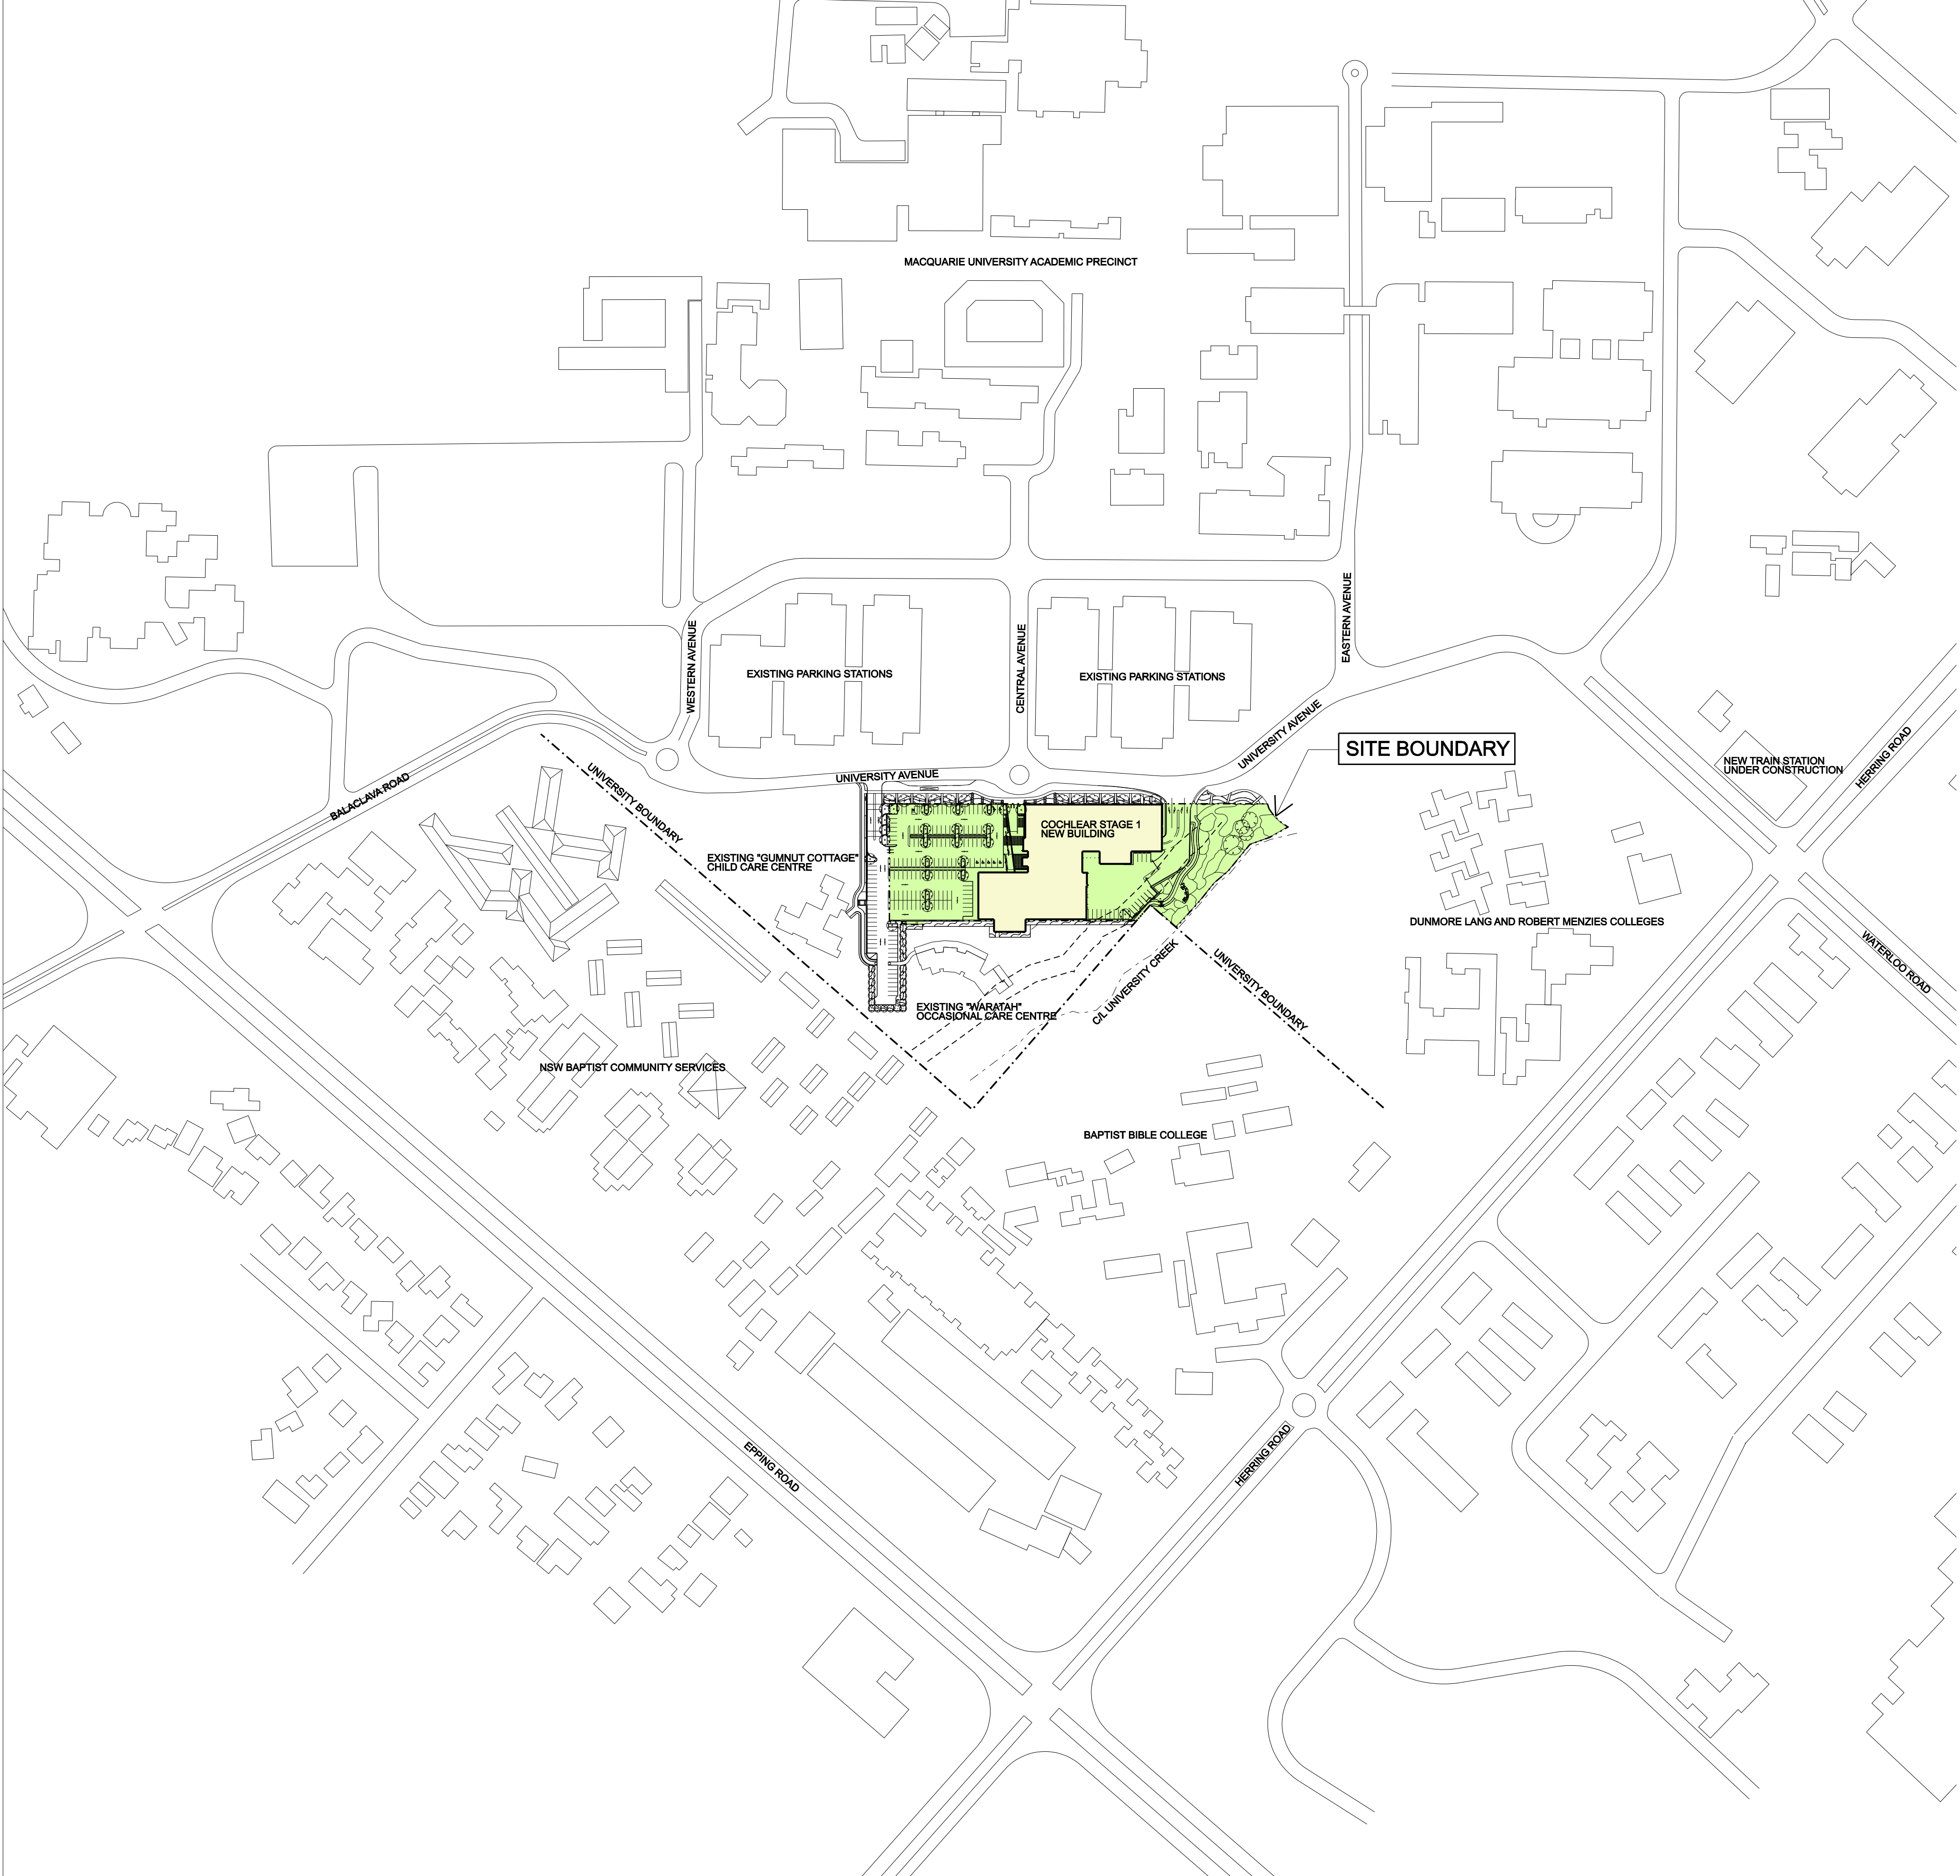 MACQUARIE UNIVERSITY ACADEMIC PRECINCT
WESTERN AVENUE
CENTRAL AVENUE
EASTERN AVENUE
EXISTING PARKING STATIONS
EXISTING PARKING STATIONS
UNIVERSITY AVENUE
SITE BOUNDARY
HERRING ROAD
NEW TRAIN STATION
UNDER CONSTRUCTION
UNIVERSITY AVENUE
UNIVERSITY BOUNDARY
BALACLAVA ROAD
COCHLEAR STAGE 1
NEW BUILDING
EXISTING "GUMNUT COTTAGE"
CHILD CARE CENTRE
DUNMORE LANG AND ROBERT MENZIES COLLEGES
WATERLOO ROAD
C/L UNIVERSITY CREEK
UNIVERSITY BOUNDARY
EXISTING "WARATAH"
OCCASIONAL CARE CENTRE
NSW BAPTIST COMMUNITY SERVICES
BAPTIST BIBLE COLLEGE
EPPING ROAD
HERRING ROAD